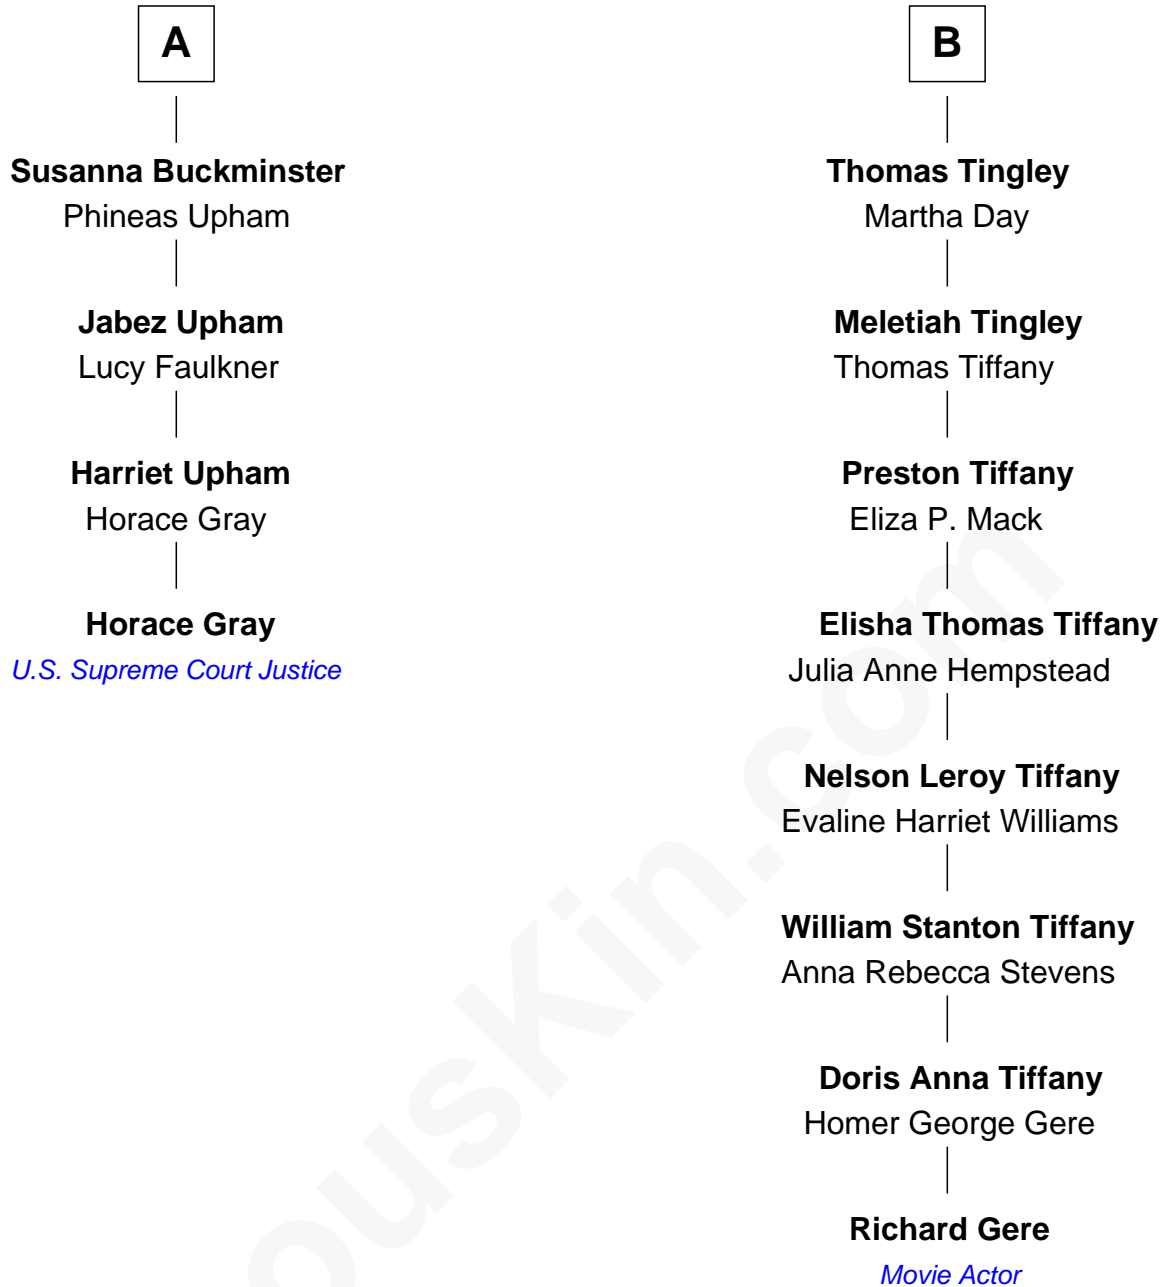 A
Susanna Buckminster
Phineas Upham
Jabez Upham
Lucy Faulkner
Harriet Upham
Horace Gray
Horace Gray
U.S. Supreme Court Justice
B
Thomas Tingley
Martha Day
Meletiah Tingley
Thomas Tiffany
Preston Tiffany
Eliza P. Mack
Elisha Thomas Tiffany
Julia Anne Hempstead
Nelson Leroy Tiffany
Evaline Harriet Williams
William Stanton Tiffany
Anna Rebecca Stevens
Doris Anna Tiffany
Homer George Gere
Richard Gere
Movie Actor
ousKin.com